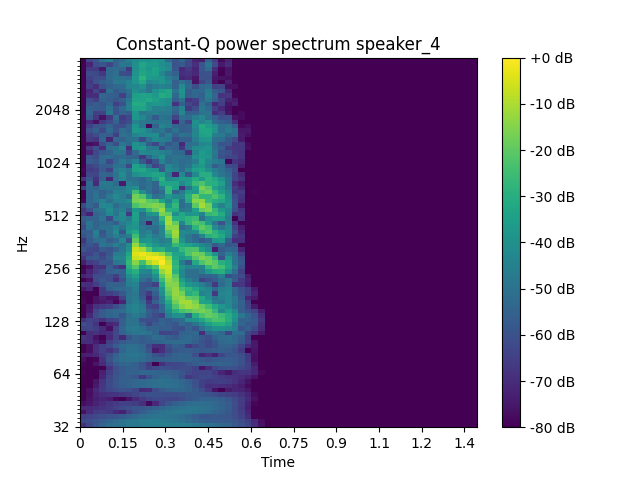 Constant-Q power spectrum speaker_4
Hz
2048
1024
512
256
128
64
32
0 0.15 0.3 0.45 0.6 0.75 0.9 1.1 1.2 1.4
Time
+0 dB
-10 dB
-20 dB
-30 dB
-40 dB
-50 dB
-60 dB
-70 dB
-80 dB